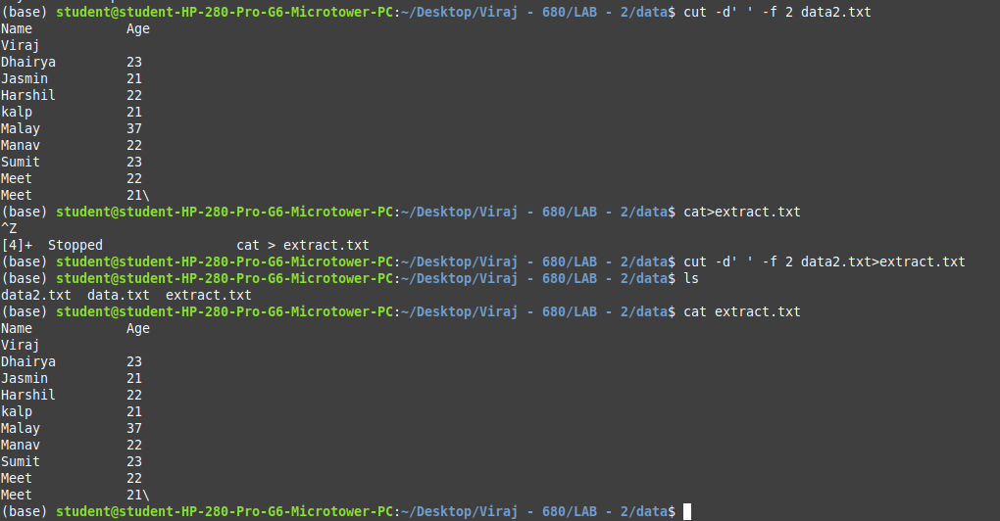 (base) student@student-HP-280-Pro-G6-Microtower-PC:~/Desktop/Viraj - 680/LAB - 2/data$ cut -d' ' -f 2 data2.txt
Name Age
Viraj
Dhairya 23
Jasmin 21
Harshil 22
kalp 21
Malay 37
Manav 22
Sumit 23
Meet 22
Meet 21\
(base) student@student-HP-280-Pro-G6-Microtower-PC:~/Desktop/Viraj - 680/LAB - 2/data$ cat>extract.txt
^Z
[4]+ Stopped cat > extract.txt
(base) student@student-HP-280-Pro-G6-Microtower-PC:~/Desktop/Viraj - 680/LAB - 2/data$ cut -d' ' -f 2 data2.txt>extract.txt
(base) student@student-HP-280-Pro-G6-Microtower-PC:~/Desktop/Viraj - 680/LAB - 2/data$ ls
data2.txt data.txt extract.txt
(base) student@student-HP-280-Pro-G6-Microtower-PC:~/Desktop/Viraj - 680/LAB - 2/data$ cat extract.txt
Name Age
Viraj
Dhairya 23
Jasmin 21
Harshil 22
kalp 21
Malay 37
Manav 22
Sumit 23
Meet 22
Meet 21\
(base) student@student-HP-280-Pro-G6-Microtower-PC:~/Desktop/Viraj - 680/LAB - 2/data$